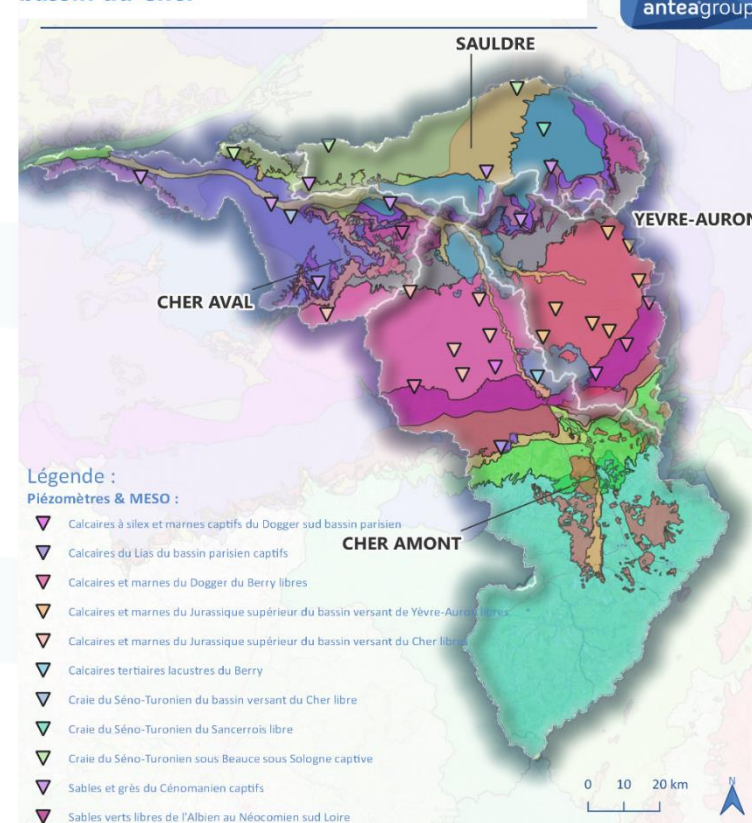 anteagroup
SAULDRE
YEVRE-AURON
CHER AVAL
CHER AMONT
Légende :
Piézomètres & MESO :
Calcaires à silex et marnes captifs du Dogger sud bassin parisien
Calcaires du Lias du bassin parisien captifs
Calcaires et marnes du Dogger du Berry libres
Calcaires et marnes du Jurassique supérieur du bassin versant de Yèvre-Auron libres
Calcaires et marnes du Jurassique supérieur du bassin versant du Cher libres
Calcaires tertiaires lacustres du Berry
Craie du Séno-Turonien du bassin versant du Cher libre
Craie du Séno-Turonien du Sancerrois libre
Craie du Séno-Turonien sous Beauce sous Sologne captive
Sables et grès du Cénomanien captifs
Sables verts libres de l'Albien au Néocomien sud Loire
0 10 20 km
N